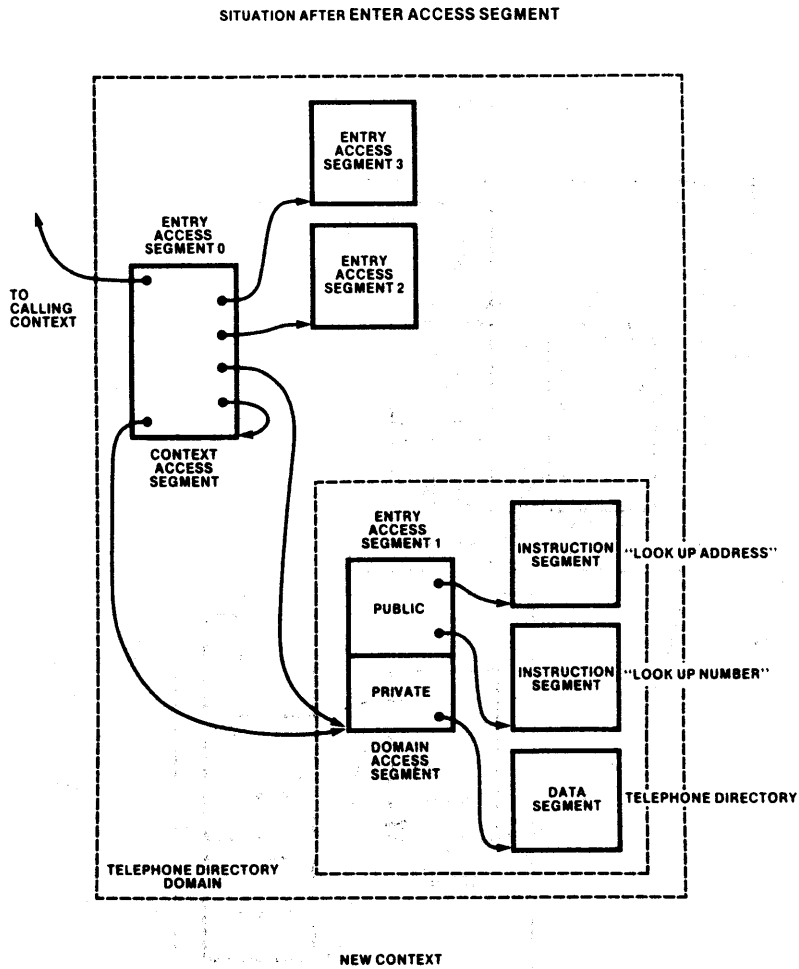 SITUATION AFTER ENTER ACCESS SEGMENT
ENTRY
ACCESS
SEGMENT 3
ENTRY
ACCESS
SEGMENT 0
ENTRY
ACCESS
SEGMENT 2
TO
CALLING
CONTEXT
CONTEXT
ACCESS
SEGMENT
ENTRY
ACCESS
SEGMENT 1
INSTRUCTION
SEGMENT
"LOOK UP ADDRESS"
PUBLIC
INSTRUCTION
SEGMENT
"LOOK UP NUMBER"
PRIVATE
DOMAIN
ACCESS
SEGMENT
DATA
SEGMENT
TELEPHONE DIRECTORY
TELEPHONE DIRECTORY
DOMAIN
NEW CONTEXT